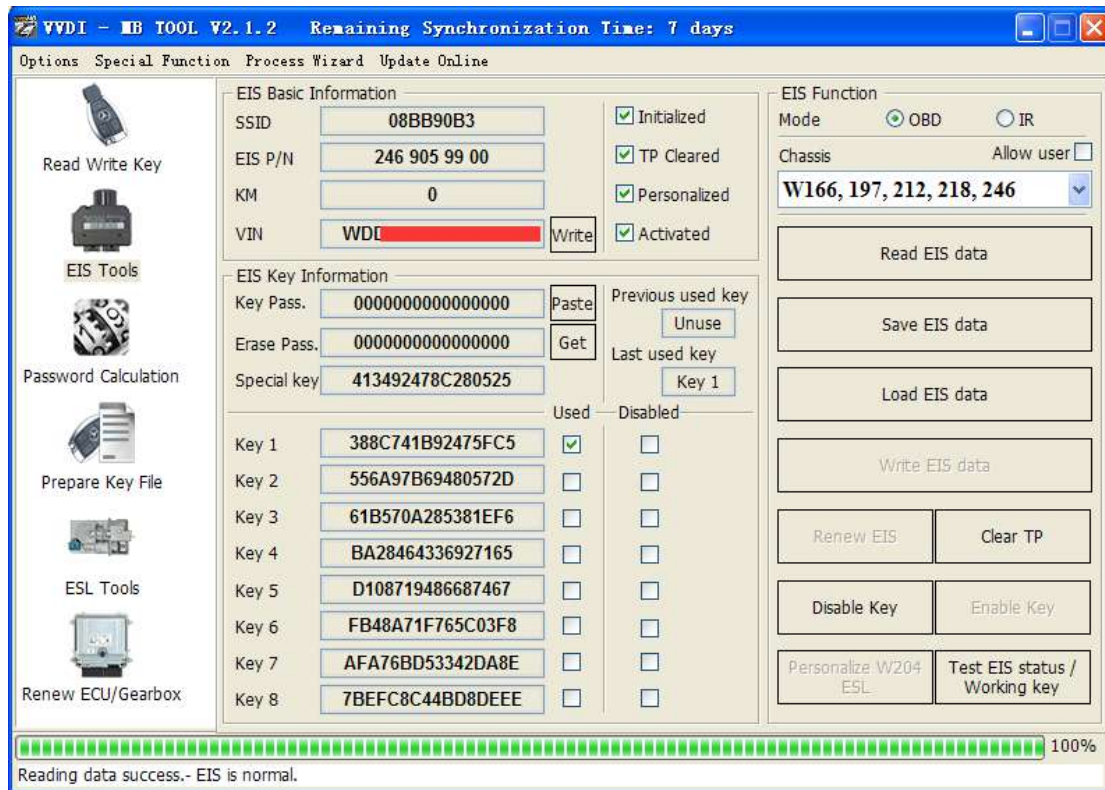 VVDI - MB TOOL V2.1.2 Remaining Synchronization Time: 7 days
Options Special Function Process Wizard Update Online
Read Write Key
EIS Tools
Password Calculation
Prepare Key File
ESL Tools
Renew ECU/Gearbox
EIS Basic Information
SSID 08BB90B3
EIS P/N 246 905 99 00
KM 0
VIN WDD Write
Initialized
TP Cleared
Personalized
Activated
EIS Key Information
Key Pass. 0000000000000000 Paste
Erase Pass. 0000000000000000 Get
Special key 413492478C280525
Previous used key
Unuse
Last used key
Key 1
Used Disabled
Key 1 388C741B92475FC5
Key 2 556A97B69480572D
Key 3 61B570A285381EF6
Key 4 BA28464336927165
Key 5 D108719486687467
Key 6 FB48A71F765C03F8
Key 7 AFA76BD53342DA8E
Key 8 7BEFC8C44BD8DEEE
EIS Function
Mode OBD IR
Chassis Allow user
W166, 197, 212, 218, 246
Read EIS data
Save EIS data
Load EIS data
Write EIS data
Renew EIS Clear TP
Disable Key Enable Key
Personalize W204
ESL
Test EIS status /
Working key
100%
Reading data success.- EIS is normal.